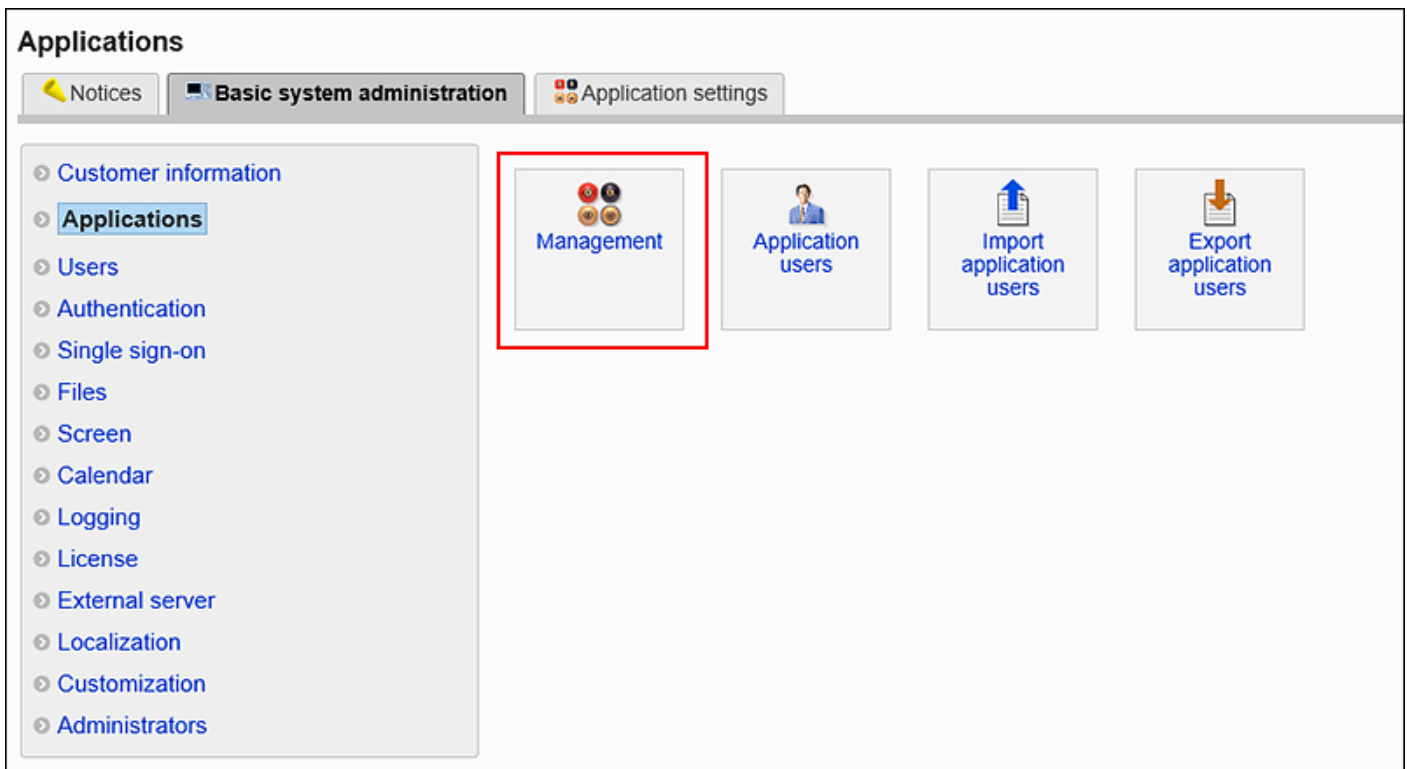 Applications
Notices
Basic system administration
Application settings
Customer information
Applications
Users
Authentication
Single sign-on
Files
Screen
Calendar
Logging
License
External server
Localization
Customization
Administrators
Management
Application
users
Import
application
users
Export
application
users